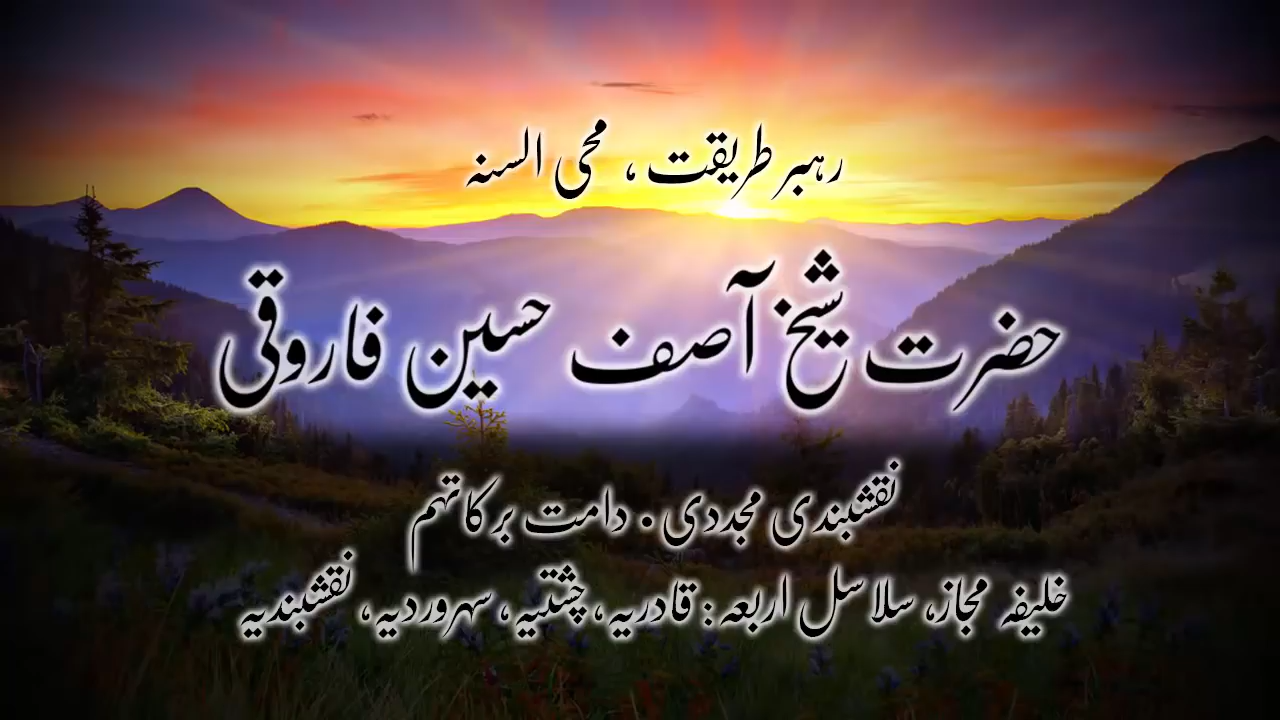 رہبر طریقت ، محی السنہ
حضرت شیخ آصف حسین فاروقی
نقشبندی مجددی . دامت برکاتہم
خلیفہ مجاز، سلاسل اربعہ : قادریہ، چشتیہ، سہروردیہ، نقشبندیہ